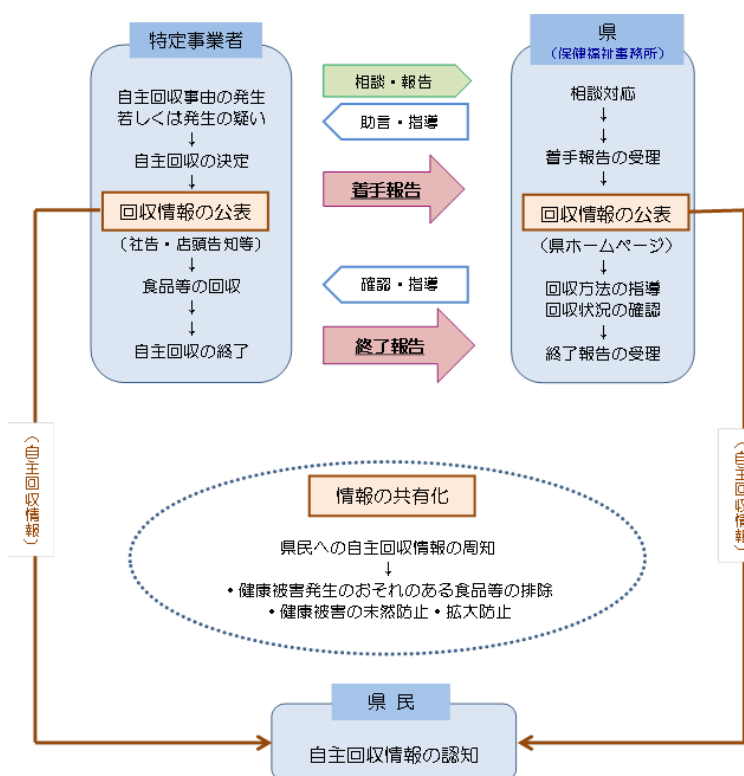 特定事業者
自主回収事由の発生
若しくは発生の疑い
↓
自主回収の決定
↓
回収情報の公表
(社告・店頭告知等)
↓
食品等の回収
↓
↓
自主回収の終了
相談・報告
助言・指導
着手報告
確認・指導
終了報告
県
(保健福祉事務所)
相談対応
↓
↓
着手報告の受理
↓
回収情報の公表
(県ホームページ)
↓
回収方法の指導
回収状況の確認
↓
終了報告の受理
(自主回収情報)
(自主回収情報)
情報の共有化
県民への自主回収情報の周知
↓
・健康被害発生のおそれのある食品等の排除
・健康被害の未然防止・拡大防止
県民
自主回収情報の認知